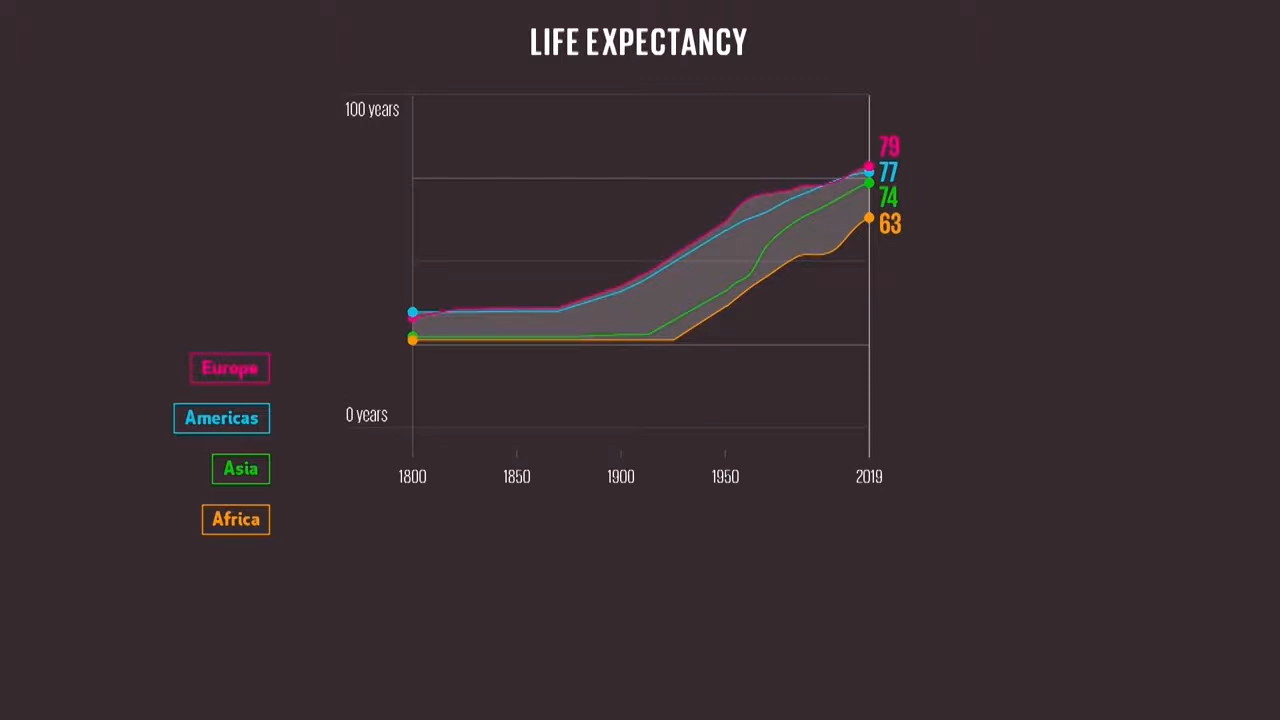 LIFE EXPECTANCY
100 years
79
77
74
63
Europe
Americas
0 years
Asia
1800 1850 1900 1950 2019
Africa